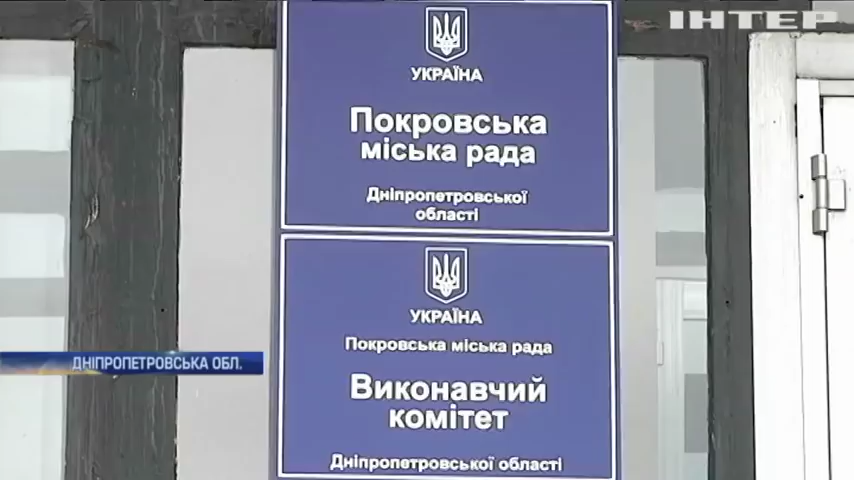 ІНТЕР
УКРАЇНА
Покровська
міська рада
Дніпропетровської
області
УКРАЇНА
Покровська міська рада
Виконавчий
комітет
Дніпропетровської області
ДНІПРОПЕТРОВСЬКА ОБЛ.